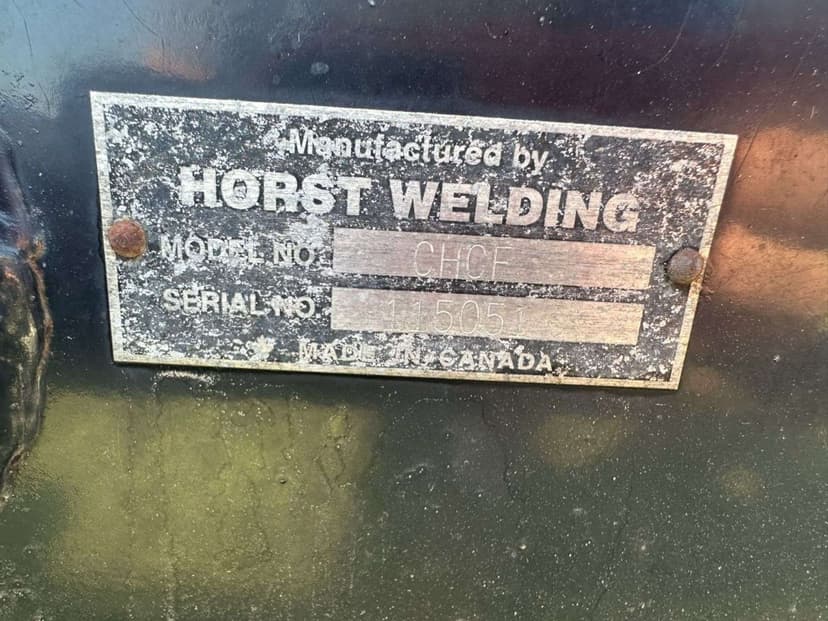 Manufactured by
HORST WELDING
MODEL NO. CHCF
SERIAL NO. 115051
MADE IN CANADA